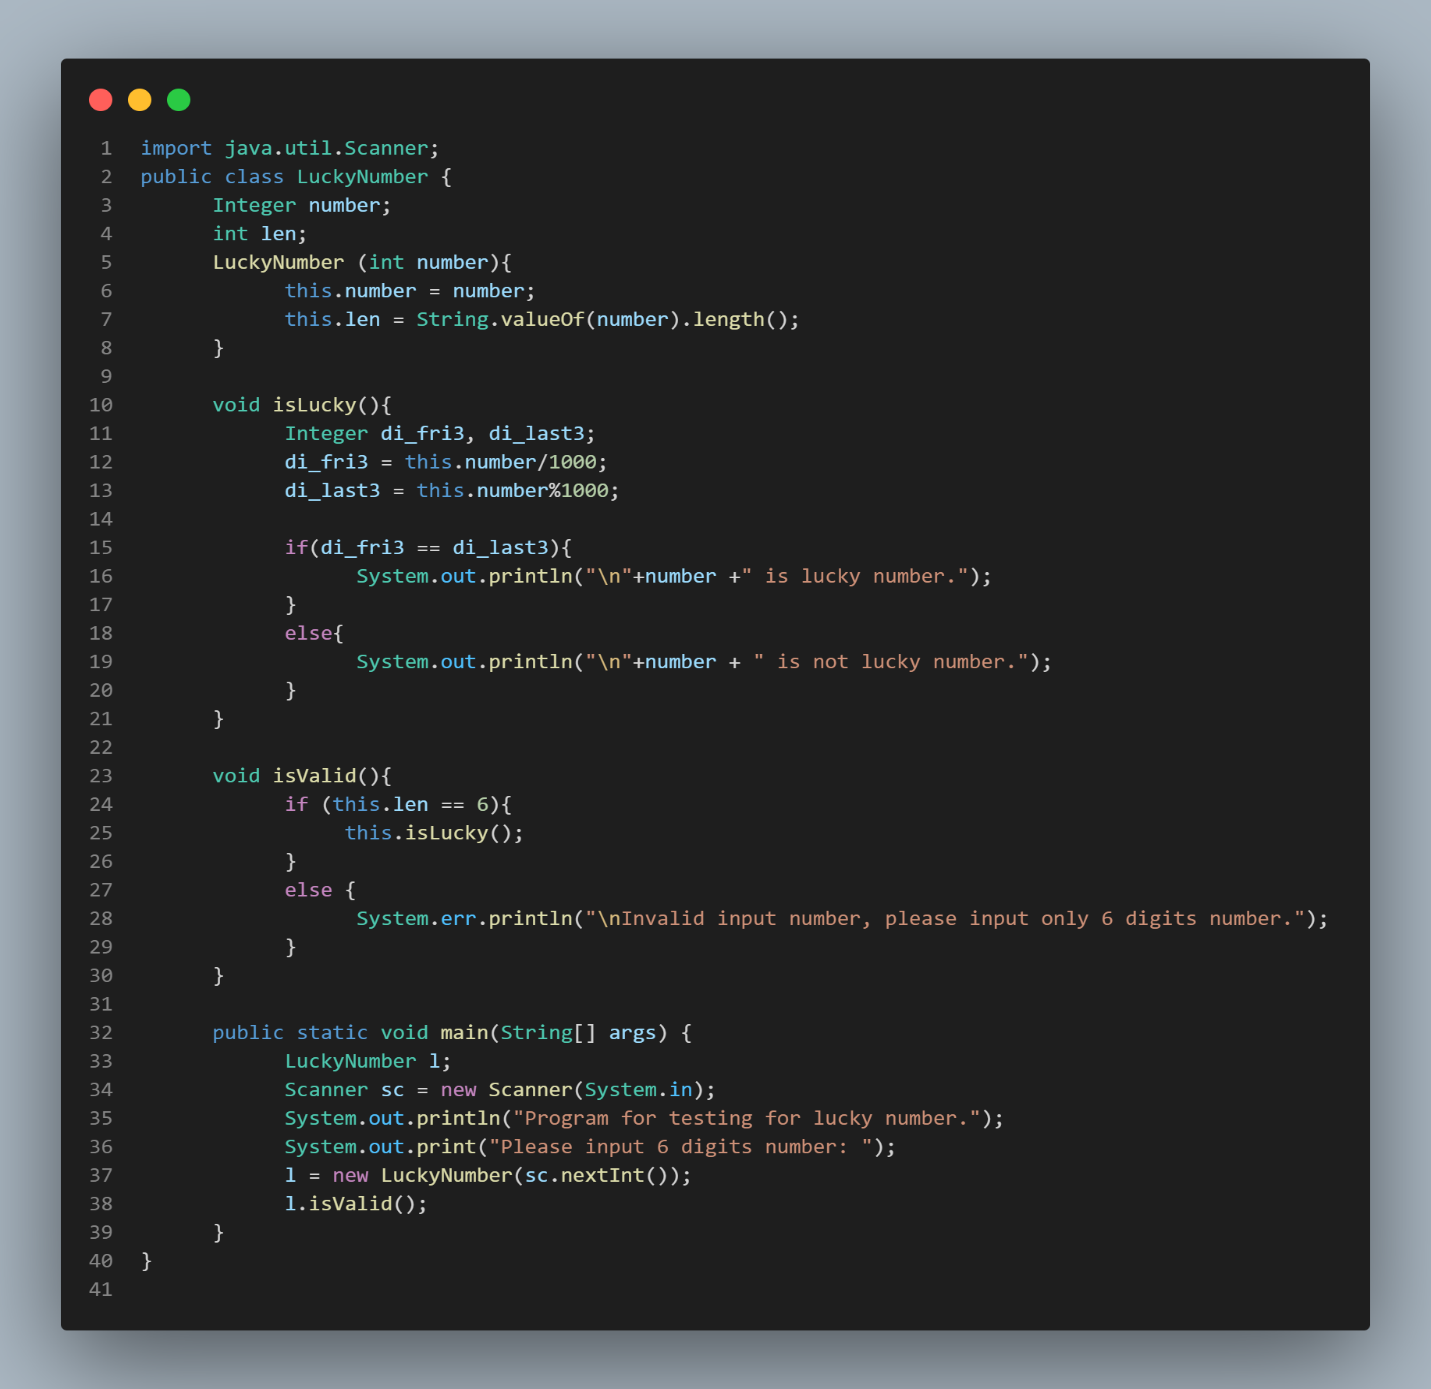 1 import java.util.Scanner;
2 public class LuckyNumber {
3       Integer number;
4       int len;
5       LuckyNumber (int number){
6             this.number = number;
7             this.len = String.valueOf(number).length();
8       }
9
10       void isLucky(){
11             Integer di_fri3, di_last3;
12             di_fri3 = this.number/1000;
13             di_last3 = this.number%1000;
14
15             if(di_fri3 == di_last3){
16                   System.out.println("\n"+number +" is lucky number.");
17             }
18             else{
19                   System.out.println("\n"+number + " is not lucky number.");
20             }
21       }
22
23       void isValid(){
24             if (this.len == 6){
25                  this.isLucky();
26             }
27             else {
28                   System.err.println("\nInvalid input number, please input only 6 digits number.");
29             }
30       }
31
32       public static void main(String[] args) {
33             LuckyNumber l;
34             Scanner sc = new Scanner(System.in);
35             System.out.println("Program for testing for lucky number.");
36             System.out.print("Please input 6 digits number: ");
37             l = new LuckyNumber(sc.nextInt());
38             l.isValid();
39       }
40 }
41